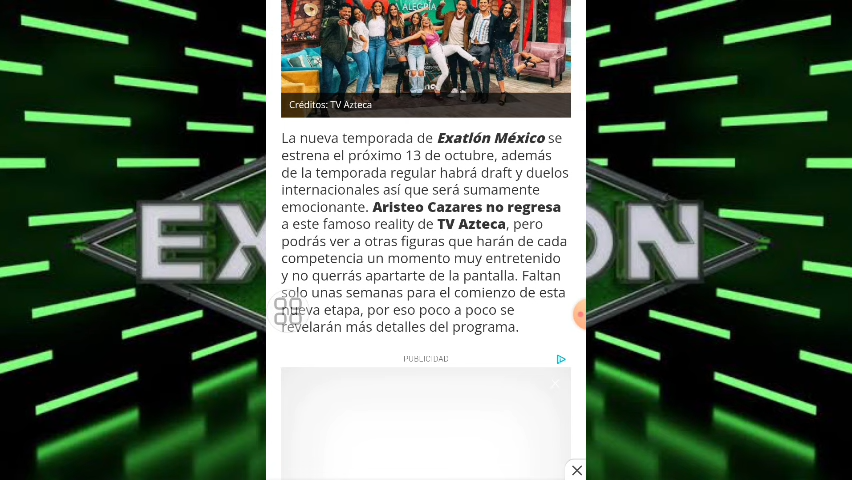 ALEGRÍA
Créditos: TV Azteca
La nueva temporada de Exatlón México se
estrena el próximo 13 de octubre, además
de la temporada regular habrá draft y duelos
internacionales así que será sumamente
emocionante. Aristeo Cazares no regresa
a este famoso reality de TV Azteca, pero
podrás ver a otras figuras que harán de cada
competencia un momento muy entretenido
y no querrás apartarte de la pantalla. Faltan
solo unas semanas para el comienzo de esta
nueva etapa, por eso poco a poco se
revelarán más detalles del programa.
PUBLICIDAD
EX ÓN